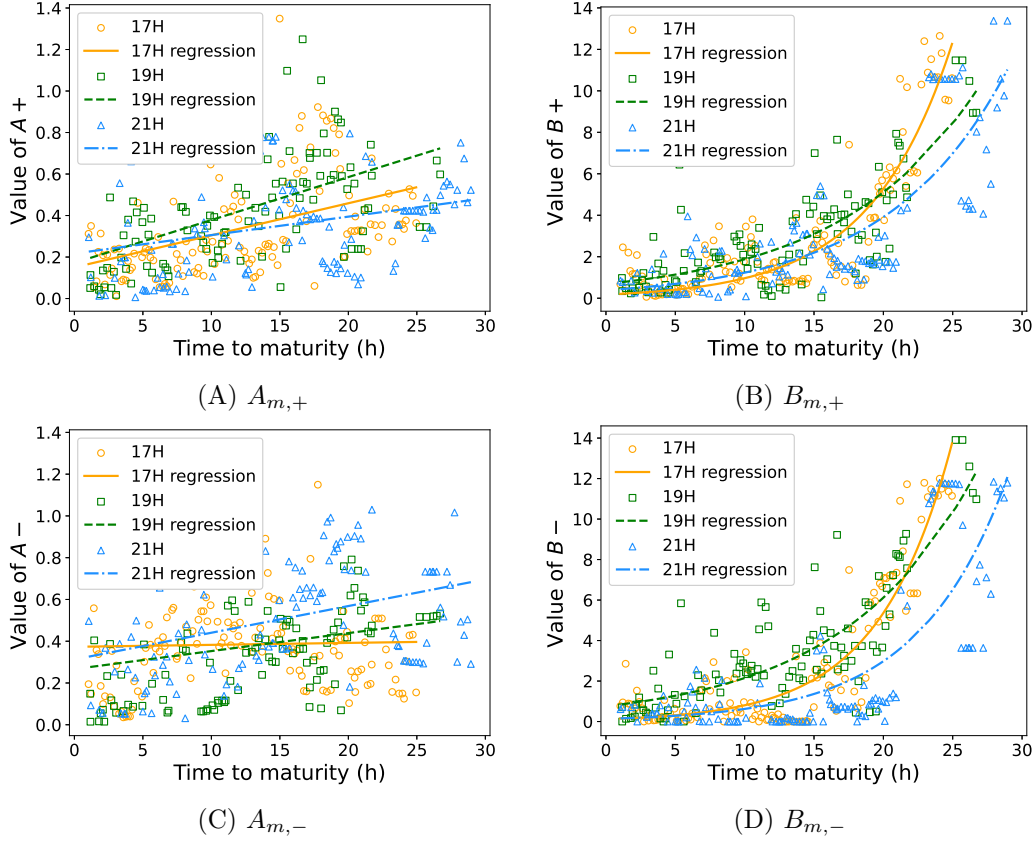 1.4
1.2
1.0
0.8
0.6
0.4
0.2
0.0
0 5 10 15 20 25 30
Value of A +
Time to maturity (h)
17H
17H regression
19H
19H regression
21H
21H regression
(A) A_{m,+}
14
12
10
8
6
4
2
0
0 5 10 15 20 25 30
Value of B +
Time to maturity (h)
17H
17H regression
19H
19H regression
21H
21H regression
(B) B_{m,+}
1.4
1.2
1.0
0.8
0.6
0.4
0.2
0.0
0 5 10 15 20 25 30
Value of A −
Time to maturity (h)
17H
17H regression
19H
19H regression
21H
21H regression
(C) A_{m,−}
14
12
10
8
6
4
2
0
0 5 10 15 20 25 30
Value of B −
Time to maturity (h)
17H
17H regression
19H
19H regression
21H
21H regression
(D) B_{m,−}